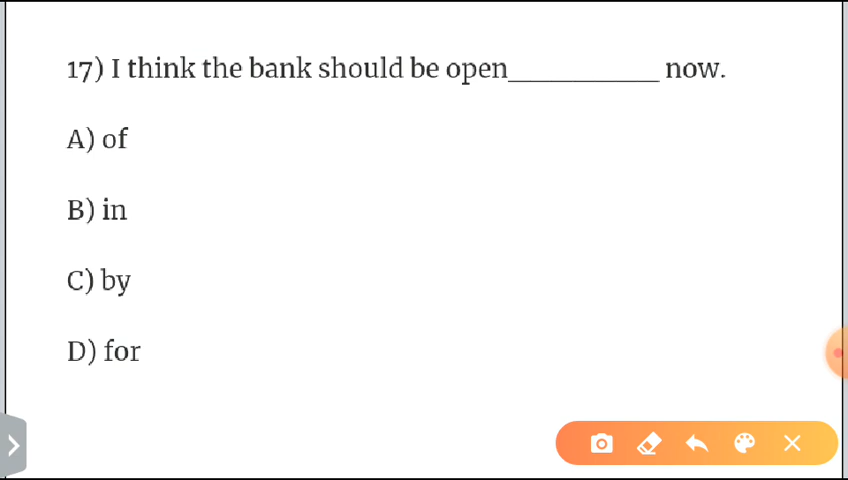 17) I think the bank should be open__________ now.
A) of
B) in
C) by
D) for